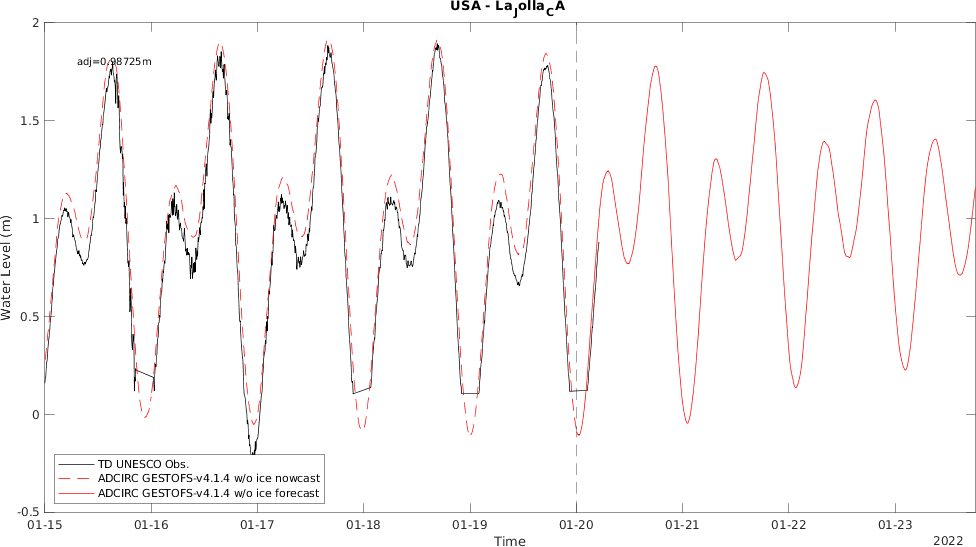 USA - LaJollaCA
adj=0.98725m
2
1.5
1
0.5
0
-0.5
Water Level (m)
TD UNESCO Obs.
ADCIRC GESTOFS-v4.1.4 w/o ice nowcast
ADCIRC GESTOFS-v4.1.4 w/o ice forecast
01-15 01-16 01-17 01-18 01-19 01-20 01-21 01-22 01-23
Time
2022